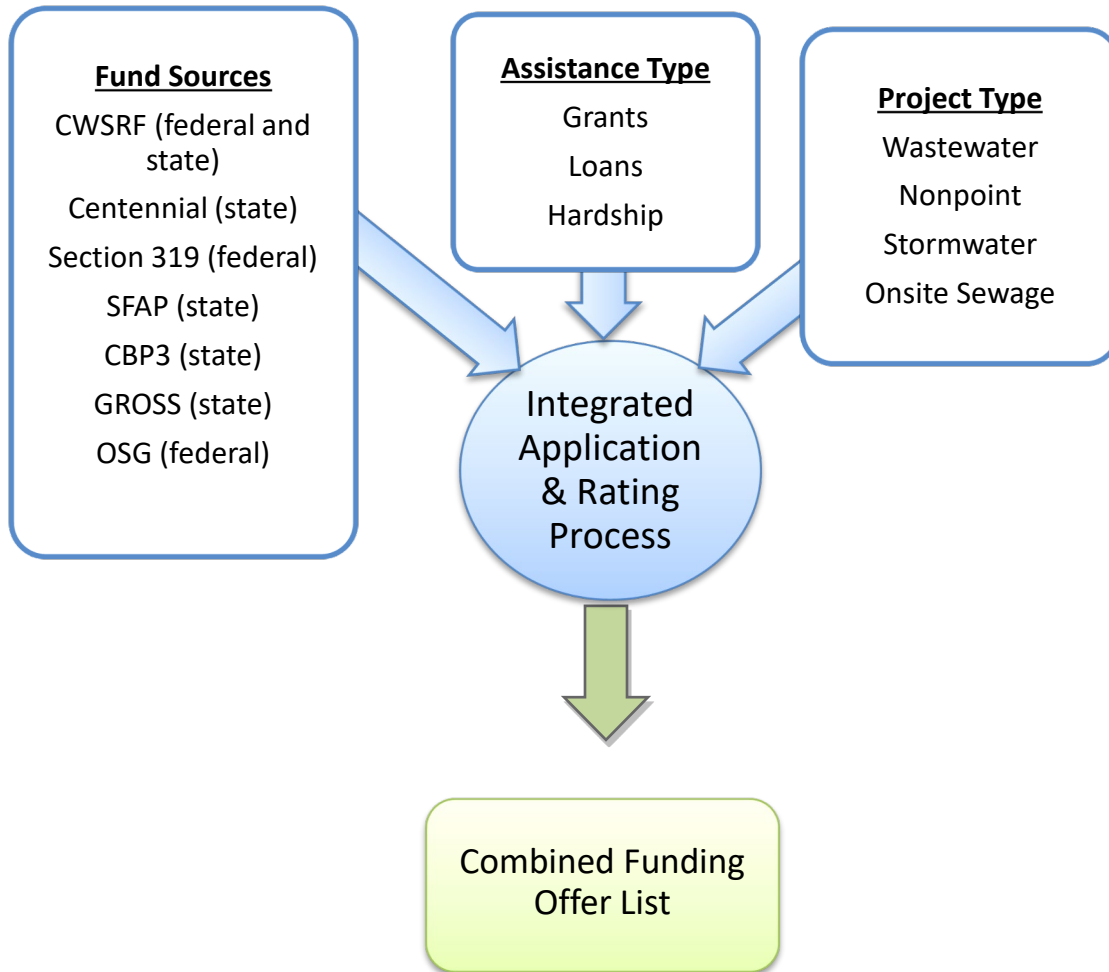 Fund Sources
CWSRF (federal and
state)
Centennial (state)
Section 319 (federal)
SFAP (state)
CBP3 (state)
GROSS (state)
OSG (federal)
Assistance Type
Grants
Loans
Hardship
Project Type
Wastewater
Nonpoint
Stormwater
Onsite Sewage
Integrated
Application
& Rating
Process
Combined Funding
Offer List